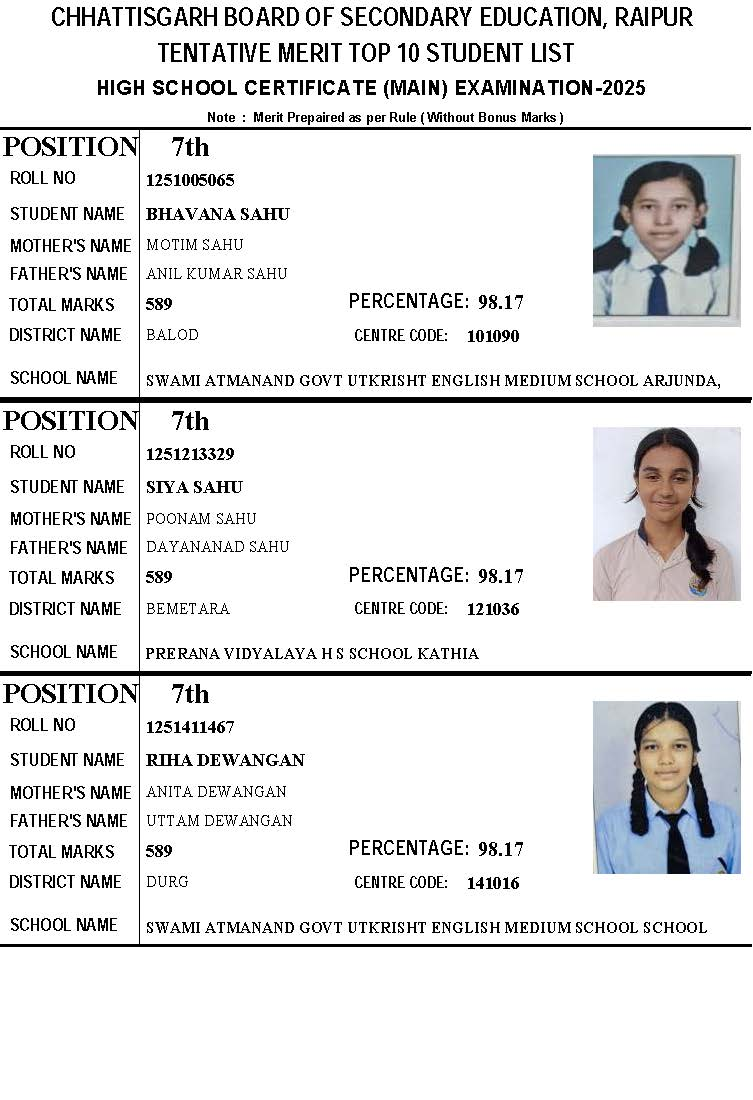 CHHATTISGARH BOARD OF SECONDARY EDUCATION, RAIPUR
TENTATIVE MERIT TOP 10 STUDENT LIST
HIGH SCHOOL CERTIFICATE (MAIN) EXAMINATION-2025
Note : Merit Prepaired as per Rule ( Without Bonus Marks )
POSITION 7th
ROLL NO 1251005065
STUDENT NAME BHAVANA SAHU
MOTHER'S NAME MOTIM SAHU
FATHER'S NAME ANIL KUMAR SAHU
TOTAL MARKS 589 PERCENTAGE: 98.17
DISTRICT NAME BALOD CENTRE CODE: 101090
SCHOOL NAME SWAMI ATMANAND GOVT UTKRISHT ENGLISH MEDIUM SCHOOL ARJUNDA,
POSITION 7th
ROLL NO 1251213329
STUDENT NAME SIYA SAHU
MOTHER'S NAME POONAM SAHU
FATHER'S NAME DAYANANAD SAHU
TOTAL MARKS 589 PERCENTAGE: 98.17
DISTRICT NAME BEMETARA CENTRE CODE: 121036
SCHOOL NAME PRERANA VIDYALAYA H S SCHOOL KATHIA
POSITION 7th
ROLL NO 1251411467
STUDENT NAME RIHA DEWANGAN
MOTHER'S NAME ANITA DEWANGAN
FATHER'S NAME UTTAM DEWANGAN
TOTAL MARKS 589 PERCENTAGE: 98.17
DISTRICT NAME DURG CENTRE CODE: 141016
SCHOOL NAME SWAMI ATMANAND GOVT UTKRISHT ENGLISH MEDIUM SCHOOL SCHOOL